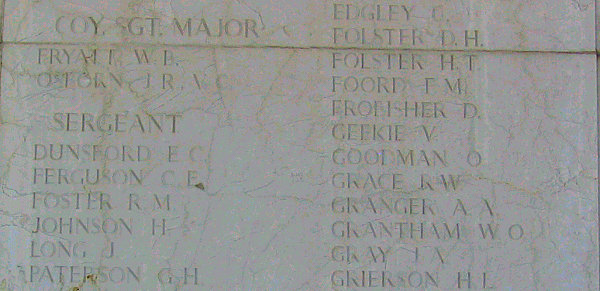 COY. SGT. MAJOR
FRYATT W. B.
OSBORN J. R., V. C.
SERGEANT
DUNSFORD E. C.
FERGUSON C. E.
FOSTER R. M.
JOHNSON H.
LONG J.
PATERSON G. H.
EDGLEY
FOLSTER D. H.
FOLSTER H. T.
FOORD F. M.
FROBISHER D.
GEEKIE V.
GOODMAN O.
GRACE R. W.
GRANGER A. A.
GRANTHAM W. O.
GRAY J. A.
GRIERSON H. L.